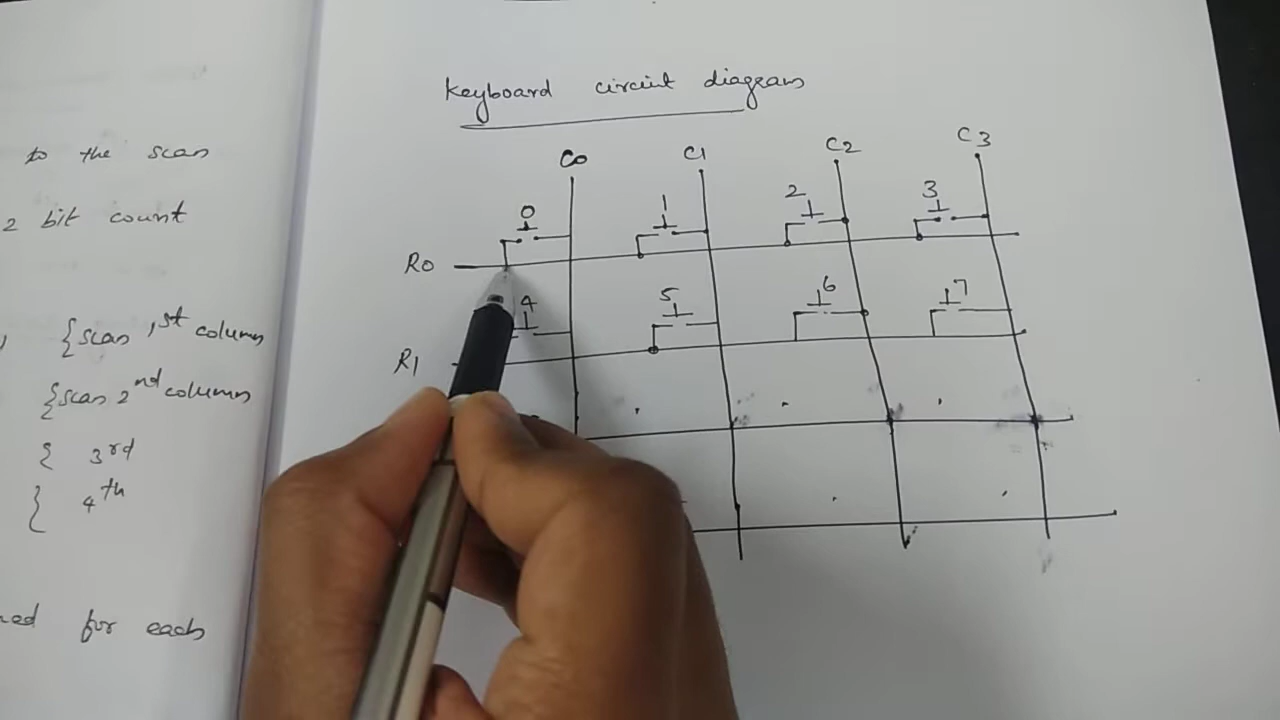 to the scan
2 bit count
{scan 1st column
{scan 2nd column
{ 3rd
{ 4th
for each
Keyboard circuit diagram
C0 C1 C2 C3
0 1 2 3
R0
4 5 6 7
R1